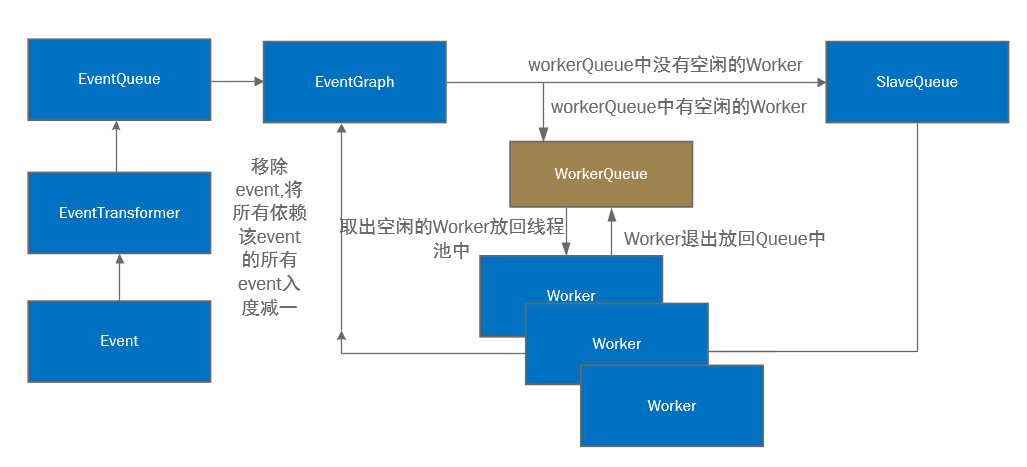 EventQueue
EventGraph
workerQueue中没有空闲的Worker
SlaveQueue
workerQueue中有空闲的Worker
移除
event,将
所有依赖
该event
的所有
event入
度减一
WorkerQueue
EventTransformer
取出空闲的Worker放回线程
池中
Worker退出放回Queue中
Worker
Event
Worker
Worker